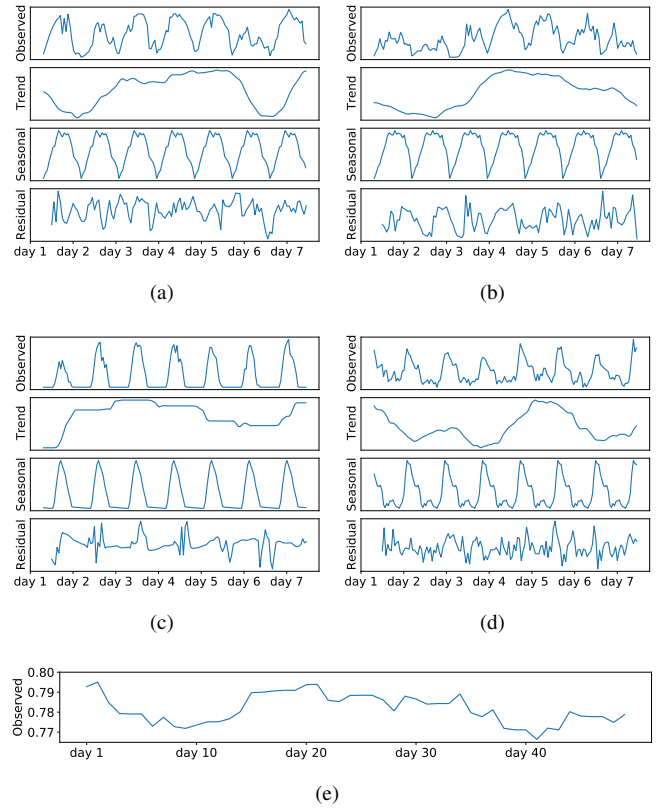 Observed
Trend
Seasonal
Residual
day 1 day 2 day 3 day 4 day 5 day 6 day 7
(a)
Observed
Trend
Seasonal
Residual
day 1 day 2 day 3 day 4 day 5 day 6 day 7
(b)
Observed
Trend
Seasonal
Residual
day 1 day 2 day 3 day 4 day 5 day 6 day 7
(c)
Observed
Trend
Seasonal
Residual
day 1 day 2 day 3 day 4 day 5 day 6 day 7
(d)
Observed
0.80
0.79
0.78
0.77
day 1 day 10 day 20 day 30 day 40
(e)